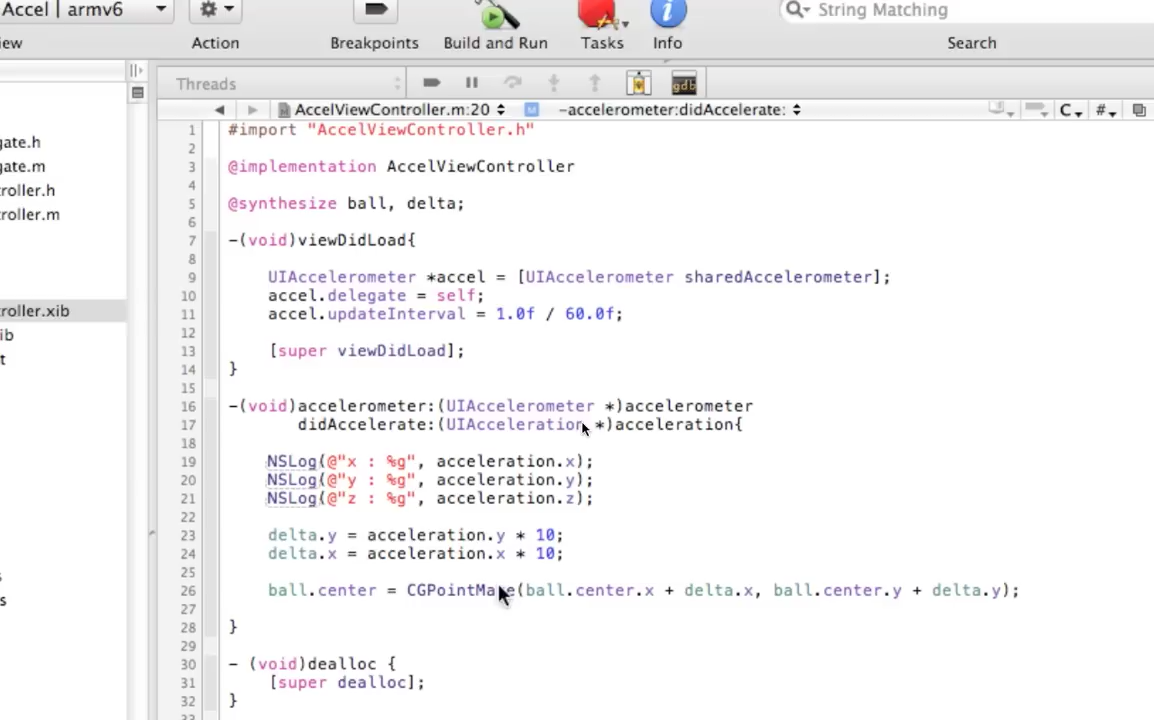 Accel | armv6
String Matching
iew
Action
Breakpoints
Build and Run
Tasks
Info
Search
Threads
gdb
AccelViewController.m:20
M
-accelerometer:didAccelerate:
C
#
gate.h
gate.m
roller.h
roller.m
roller.xib
ib
t
s
s
1 #import "AccelViewController.h"
2
3 @implementation AccelViewController
4
5 @synthesize ball, delta;
6
7 -(void)viewDidLoad{
8
9 UIAccelerometer *accel = [UIAccelerometer sharedAccelerometer];
10 accel.delegate = self;
11 accel.updateInterval = 1.0f / 60.0f;
12
13 [super viewDidLoad];
14 }
15
16 -(void)accelerometer:(UIAccelerometer *)accelerometer
17 didAccelerate:(UIAcceleration *)acceleration{
18
19 NSLog(@"x : %g", acceleration.x);
20 NSLog(@"y : %g", acceleration.y);
21 NSLog(@"z : %g", acceleration.z);
22
23 delta.y = acceleration.y * 10;
24 delta.x = acceleration.x * 10;
25
26 ball.center = CGPointMake(ball.center.x + delta.x, ball.center.y + delta.y);
27
28 }
29
30 - (void)dealloc {
31 [super dealloc];
32 }
33